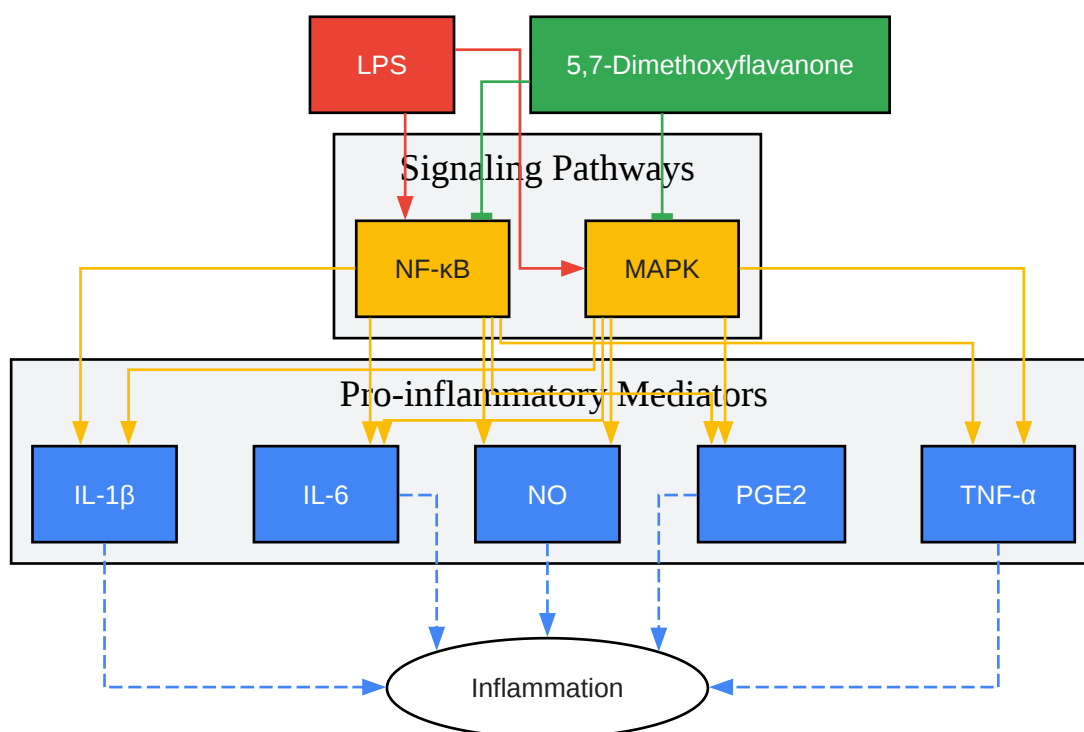 LPS
5,7-Dimethoxyflavanone
Signaling Pathways
NF-κB
MAPK
Pro-inflammatory Mediators
IL-1β
IL-6
NO
PGE2
TNF-α
Inflammation